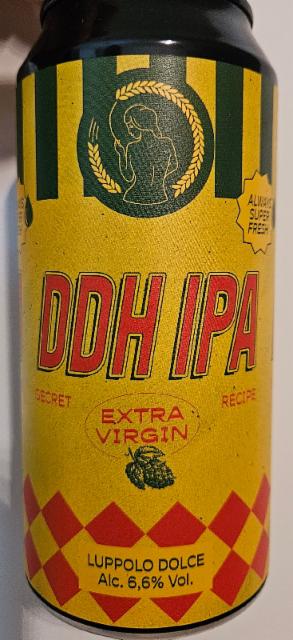 ALWAYS
SUPER
FRESH
DDH IPA
SECRET
RECIPE
EXTRA
VIRGIN
LUPPOLO DOLCE
Alc. 6,6% Vol.